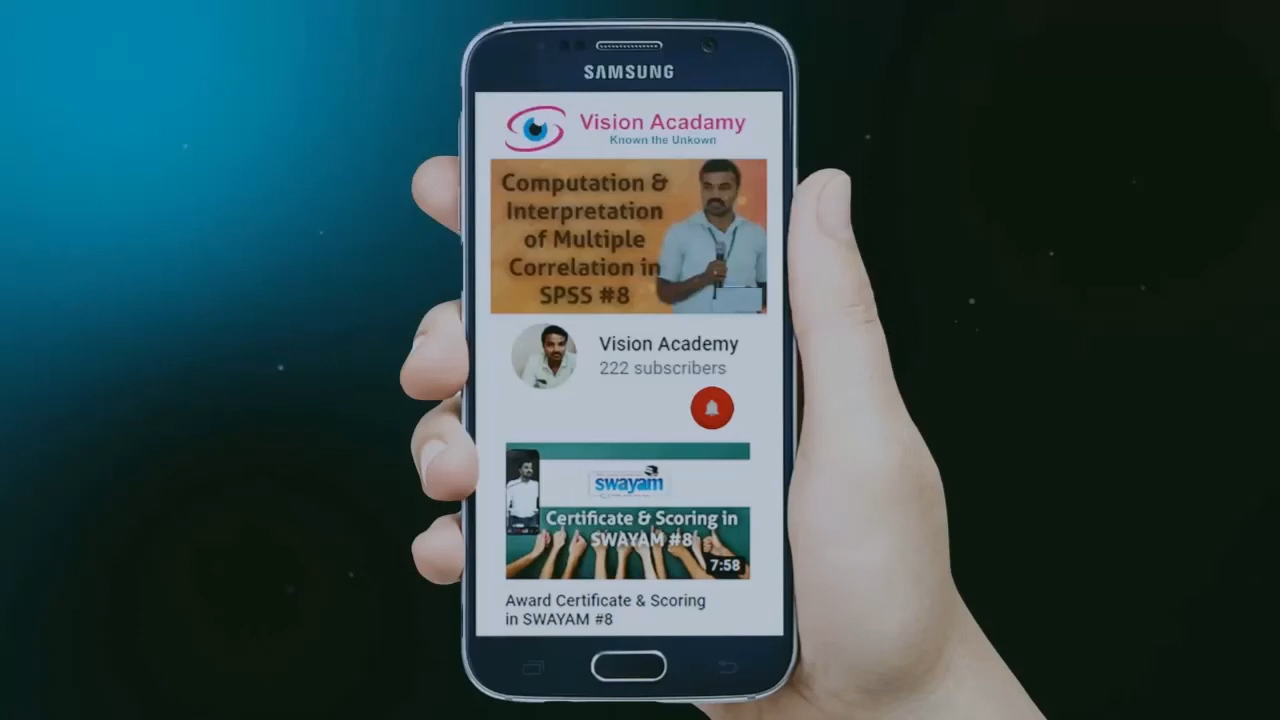 SAMSUNG
Vision Acadamy
Known the Unkown
Computation &
Interpretation
of Multiple
Correlation in
SPSS #8
Vision Academy
222 subscribers
swayam
Certificate & Scoring in
SWAYAM #8
7:58
Award Certificate & Scoring
in SWAYAM #8